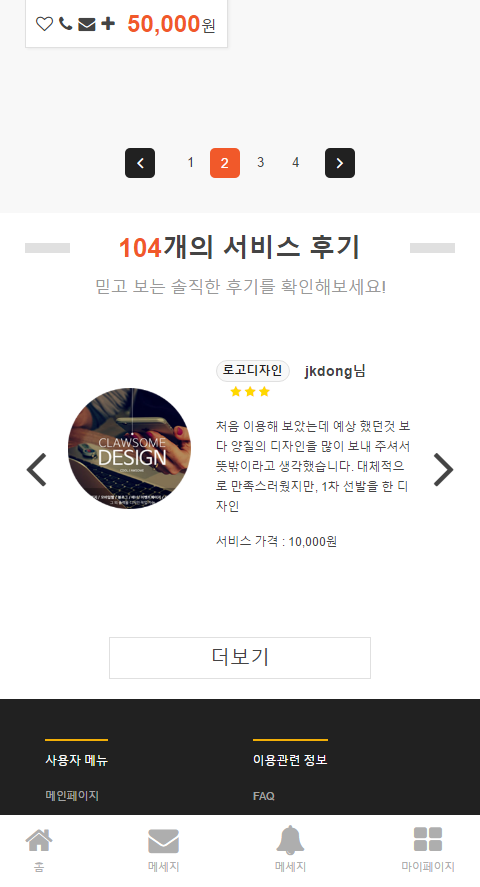 50,000원
1 2 3 4
104개의 서비스 후기
믿고 보는 솔직한 후기를 확인해보세요!
로고디자인 jkdong님
CLAWSOME
DESIGN
처음 이용해 보았는데 예상 했던것 보
다 양질의 디자인을 많이 보내 주셔서
뜻밖이라고 생각했습니다. 대체적으
로 만족스러웠지만, 1차 선발을 한 디
자인
서비스 가격 : 10,000원
더보기
사용자 메뉴 이용관련 정보
메인페이지 FAQ
홈 메세지 메세지 마이페이지